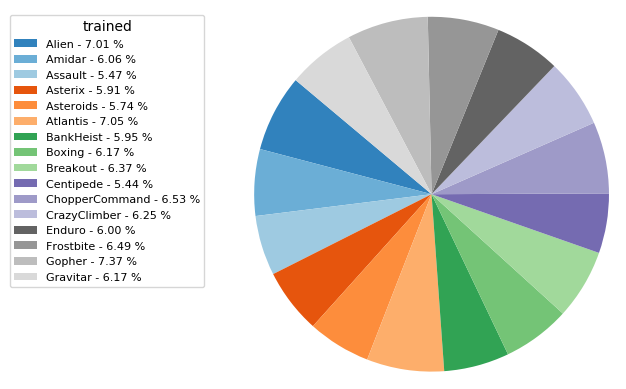 trained
Alien - 7.01 %
Amidar - 6.06 %
Assault - 5.47 %
Asterix - 5.91 %
Asteroids - 5.74 %
Atlantis - 7.05 %
BankHeist - 5.95 %
Boxing - 6.17 %
Breakout - 6.37 %
Centipede - 5.44 %
ChopperCommand - 6.53 %
CrazyClimber - 6.25 %
Enduro - 6.00 %
Frostbite - 6.49 %
Gopher - 7.37 %
Gravitar - 6.17 %